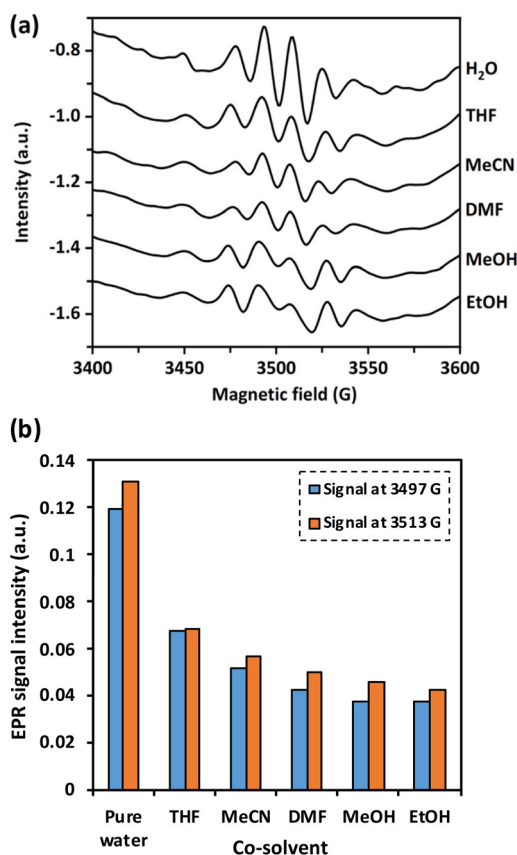 (a)
-0.8
-1.0
-1.2
-1.4
-1.6
Intensity (a.u.)
H₂O
THF
MeCN
DMF
MeOH
EtOH
3400
3450
3500
3550
3600
Magnetic field (G)
(b)
0.14
0.12
0.1
0.08
0.06
0.04
0.02
0
EPR signal intensity (a.u.)
Signal at 3497 G
Signal at 3513 G
Pure water
THF
MeCN
DMF
MeOH
EtOH
Co-solvent